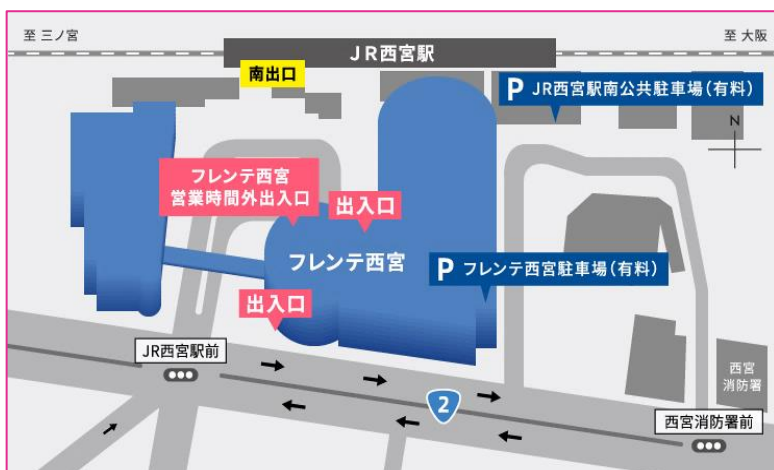 至 三ノ宮
JR西宮駅
至 大阪
南出口
P JR西宮駅南公共駐車場(有料)
N
フレンテ西宮
営業時間外出入口
出入口
フレンテ西宮
P フレンテ西宮駐車場(有料)
出入口
JR西宮駅前
西宮
消防署
2
西宮消防署前